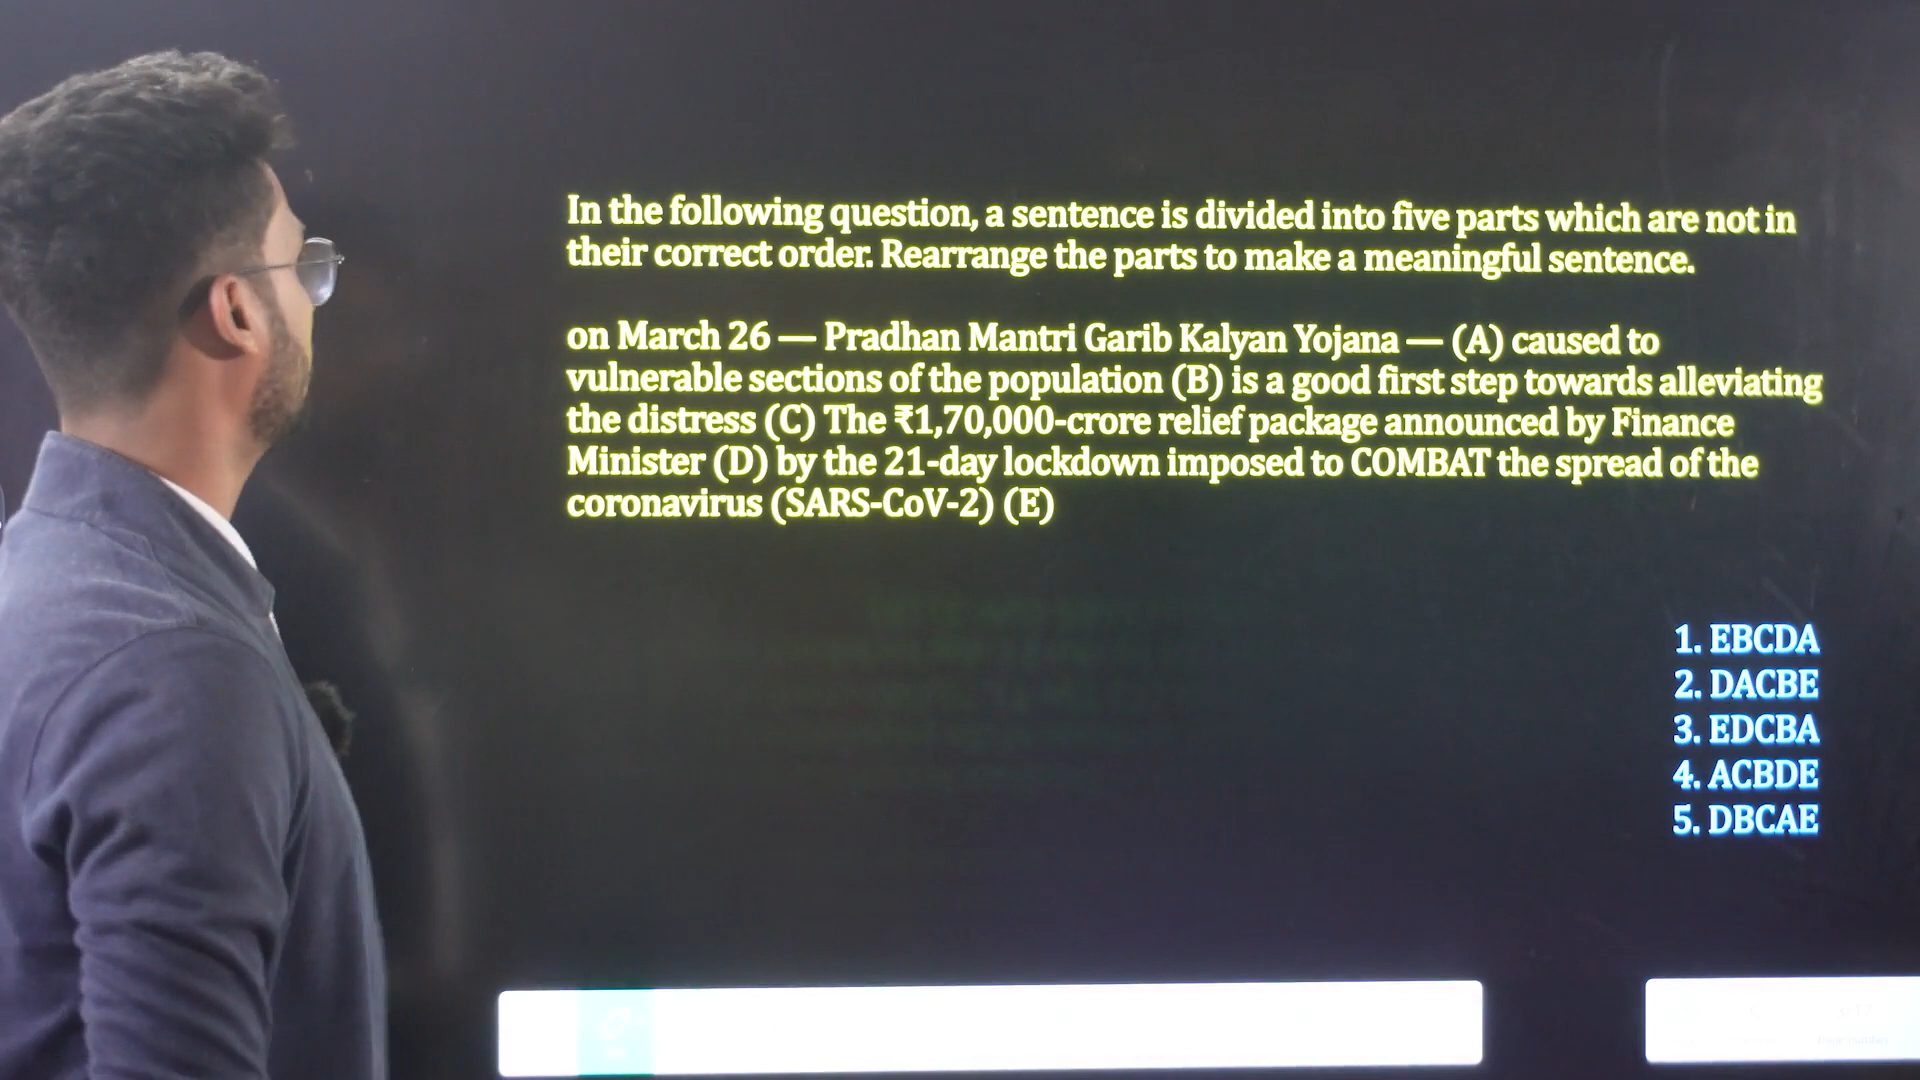 In the following question, a sentence is divided into five parts which are not in
their correct order. Rearrange the parts to make a meaningful sentence.
on March 26 — Pradhan Mantri Garib Kalyan Yojana — (A) caused to
vulnerable sections of the population (B) is a good first step towards alleviating
the distress (C) The ₹1,70,000-crore relief package announced by Finance
Minister (D) by the 21-day lockdown imposed to COMBAT the spread of the
coronavirus (SARS-CoV-2) (E)
1. EBCDA
2. DACBE
3. EDCBA
4. ACBDE
5. DBCAE